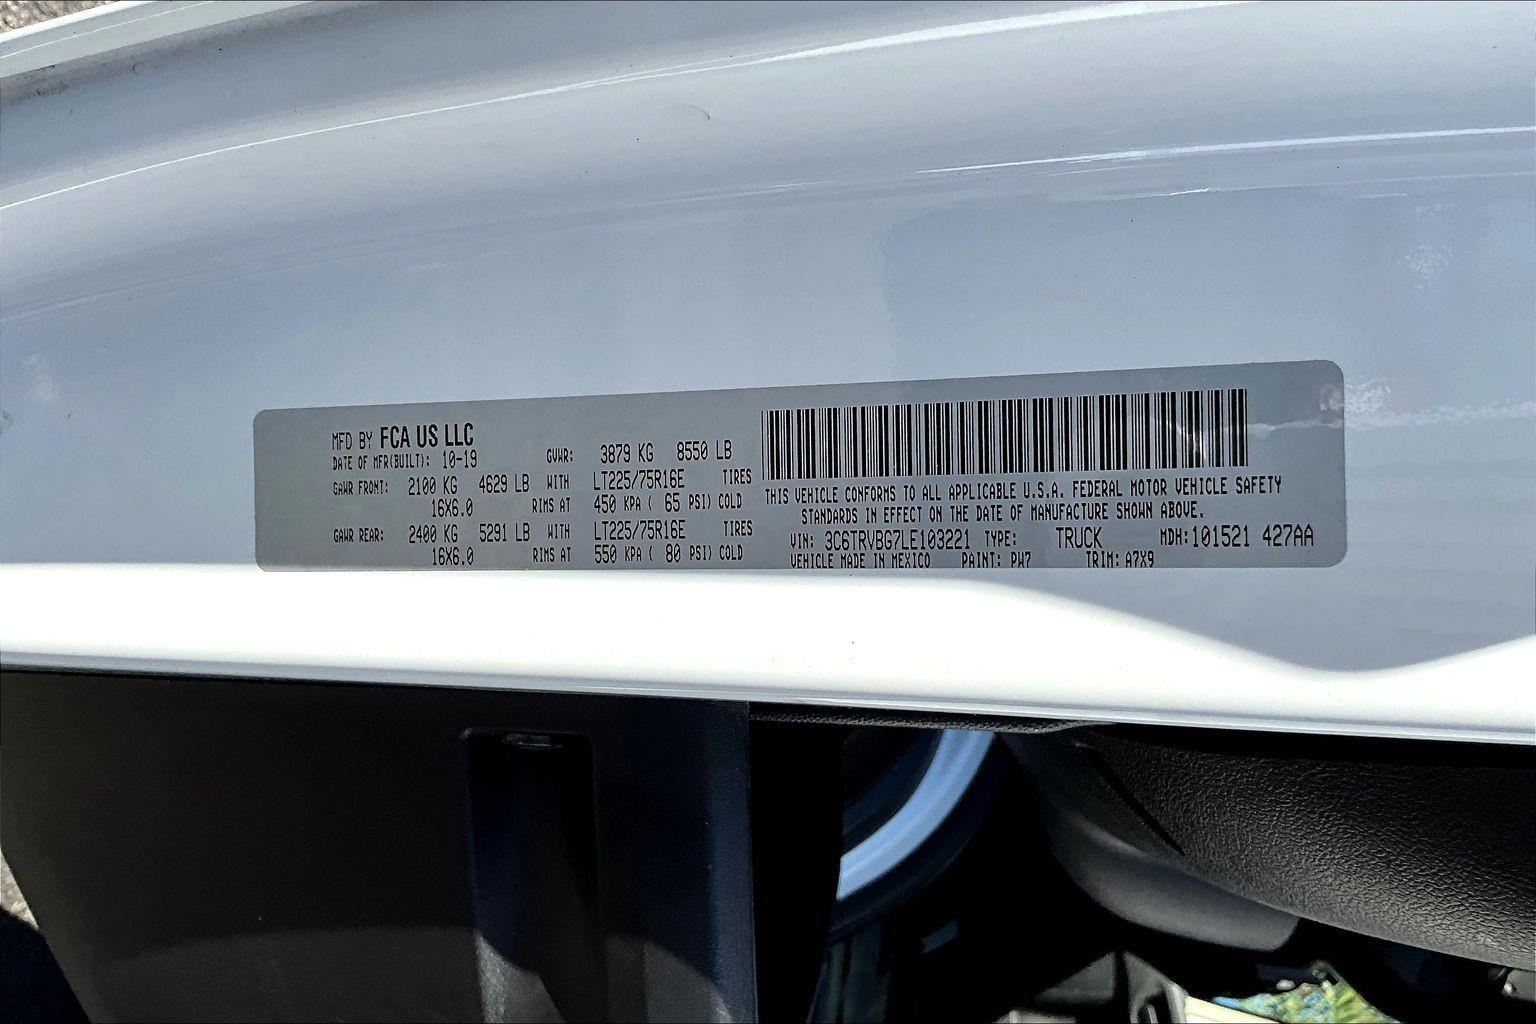 MFD BY FCA US LLC
DATE OF MFR(BUILT): 10-19 GVWR: 3879 KG 8550 LB
GAWR FRONT: 2100 KG 4629 LB WITH LT225/75R16E TIRES
16X6.0 RIMS AT 450 KPA ( 65 PSI) COLD
GAWR REAR: 2400 KG 5291 LB WITH LT225/75R16E TIRES
16X6.0 RIMS AT 550 KPA ( 80 PSI) COLD
THIS VEHICLE CONFORMS TO ALL APPLICABLE U.S.A. FEDERAL MOTOR VEHICLE SAFETY
STANDARDS IN EFFECT ON THE DATE OF MANUFACTURE SHOWN ABOVE.
VIN: 3C6TRVBG7LE103221 TYPE: TRUCK MDH:101521 427AA
VEHICLE MADE IN MEXICO PAINT: PW7 TRIM: A7X9